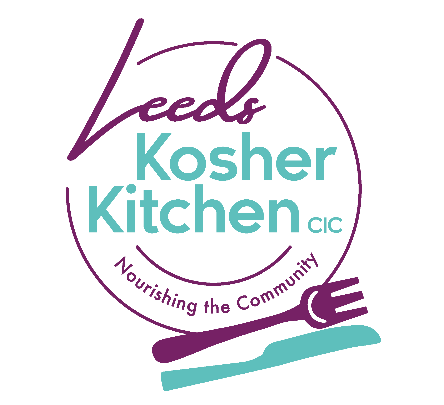 Leeds
Kosher
Kitchen CIC
Nourishing the Community